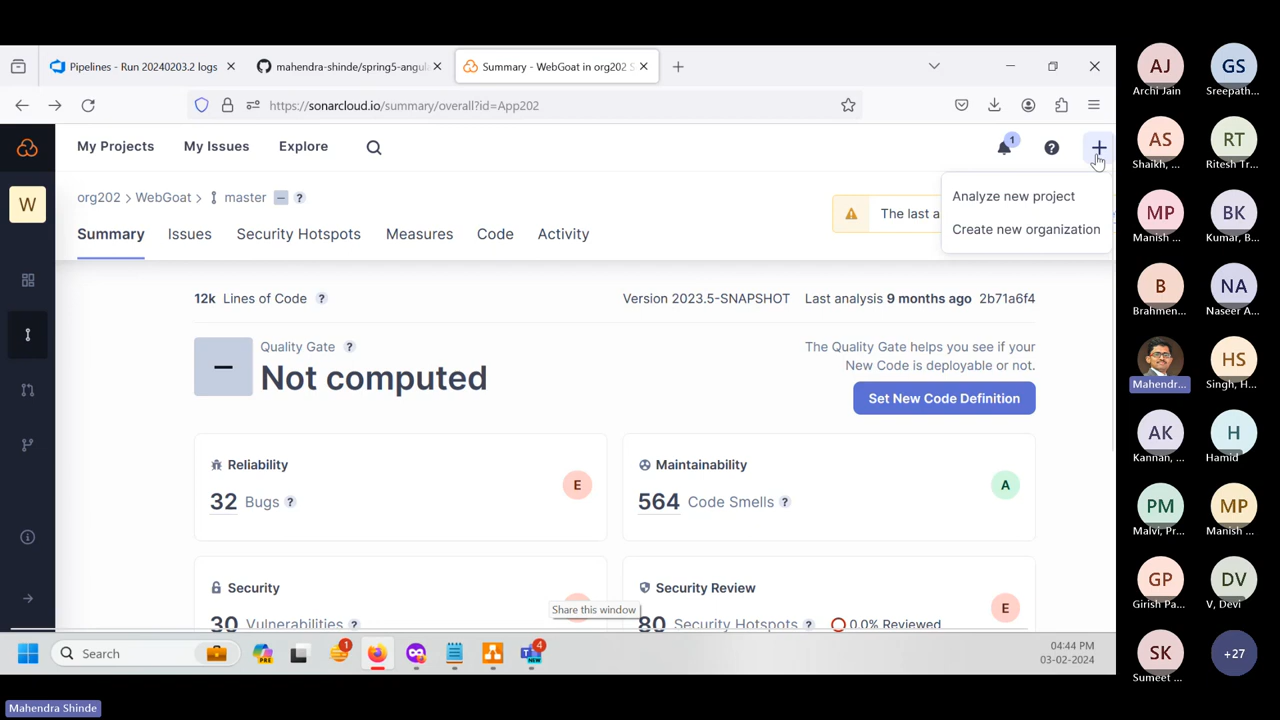 Pipelines - Run 20240203.2 logs
mahendra-shinde/spring5-angul
Summary - WebGoat in org202 S
https://sonarcloud.io/summary/overall?id=App202
My Projects
My Issues
Explore
1
Analyze new project
Create new organization
W
org202 > WebGoat > master
The last a
Summary
Issues
Security Hotspots
Measures
Code
Activity
12k Lines of Code ?
Version 2023.5-SNAPSHOT
Last analysis 9 months ago
2b71a6f4
Quality Gate ?
Not computed
The Quality Gate helps you see if your
New Code is deployable or not.
Set New Code Definition
Reliability
32 Bugs ?
E
Maintainability
564 Code Smells ?
A
Security
30 Vulnerabilities ?
Share this window
Security Review
80 Security Hotspots ?
0.0% Reviewed
E
Search
PRE
1
NEW
4
04:44 PM
03-02-2024
Mahendra Shinde
AJ
Archi Jain
GS
Sreepath...
AS
Shaikh, ...
RT
Ritesh Tr...
MP
Manish ...
BK
Kumar, B...
B
Brahmen...
NA
Naseer A...
Mahendr...
HS
Singh, H...
AK
Kannan, ...
H
Hamid
PM
Malvi, Pr...
MP
Manish ...
GP
Girish Pa...
DV
V, Devi
SK
Sumeet ...
+27